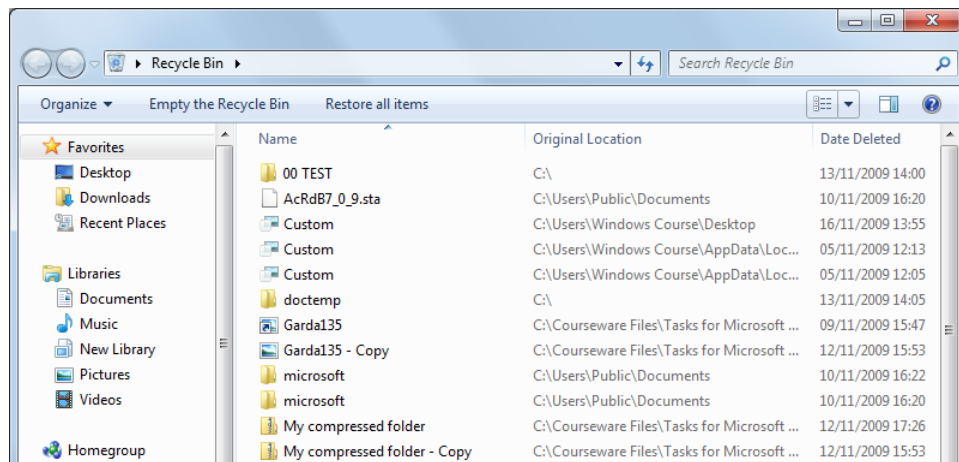 Recycle Bin
Search Recycle Bin
Organize Empty the Recycle Bin Restore all items
Favorites
Desktop
Downloads
Recent Places
Libraries
Documents
Music
New Library
Pictures
Videos
Homegroup
Name Original Location Date Deleted
00 TEST C:\ 13/11/2009 14:00
AcRdB7_0_9.sta C:\Users\Public\Documents 10/11/2009 16:20
Custom C:\Users\Windows Course\Desktop 16/11/2009 13:55
Custom C:\Users\Windows Course\AppData\Loc... 05/11/2009 12:13
Custom C:\Users\Windows Course\AppData\Loc... 05/11/2009 12:05
doctemp C:\ 13/11/2009 14:05
Garda135 C:\Courseware Files\Tasks for Microsoft ... 09/11/2009 15:47
Garda135 - Copy C:\Courseware Files\Tasks for Microsoft ... 12/11/2009 15:53
microsoft C:\Users\Public\Documents 10/11/2009 16:22
microsoft C:\Users\Public\Documents 10/11/2009 16:20
My compressed folder C:\Courseware Files\Tasks for Microsoft ... 12/11/2009 17:26
My compressed folder - Copy C:\Courseware Files\Tasks for Microsoft ... 12/11/2009 15:53